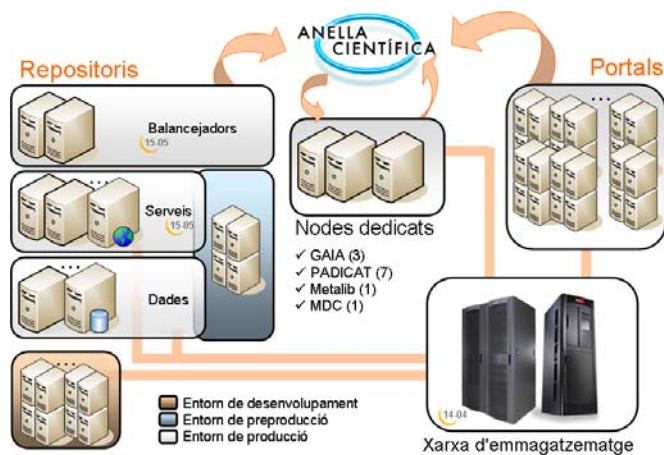 ANELLA
CIENTÍFICA
Repositoris
Portals
...
Balancejadors
15-05
...
Serveis
15-05
Nodes dedicats
✓ GAIA (3)
✓ PADICAT (7)
✓ Metalib (1)
✓ MDC (1)
...
Dades
...
Entorn de desenvolupament
Entorn de preproducció
Entorn de producció
14-04
Xarxa d'emmagatzematge